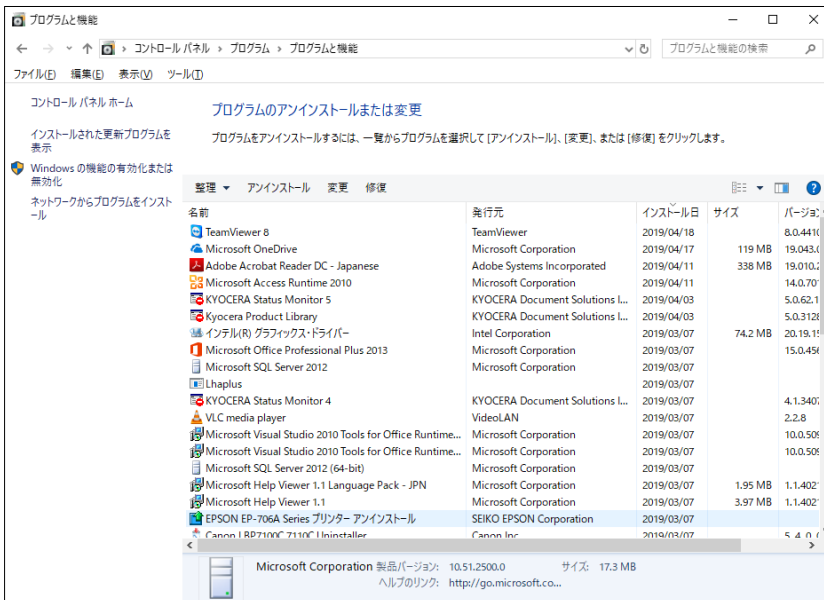 プログラムと機能
コントロール パネル › プログラム › プログラムと機能
プログラムと機能の検索
ファイル(F) 編集(E) 表示(V) ツール(T)
コントロール パネル ホーム
インストールされた更新プログラムを
表示
Windows の機能の有効化または
無効化
ネットワークからプログラムをインスト
ール
プログラムのアンインストールまたは変更
プログラムをアンインストールするには、一覧からプログラムを選択して [アンインストール]、[変更]、または [修復] をクリックします。
整理 アンインストール 変更 修復
名前 発行元 インストール日 サイズ バージョン
TeamViewer 8 TeamViewer 2019/04/18 8.0.4410
Microsoft OneDrive Microsoft Corporation 2019/04/17 119 MB 19.043.
Adobe Acrobat Reader DC - Japanese Adobe Systems Incorporated 2019/04/11 338 MB 19.010.2
Microsoft Access Runtime 2010 Microsoft Corporation 2019/04/11 14.0.70
KYOCERA Status Monitor 5 KYOCERA Document Solutions I... 2019/04/03 5.0.62.1
Kyocera Product Library KYOCERA Document Solutions I... 2019/04/03 5.0.3128
インテル(R) グラフィックス・ドライバー Intel Corporation 2019/03/07 74.2 MB 20.19.15
Microsoft Office Professional Plus 2013 Microsoft Corporation 2019/03/07 15.0.456
Microsoft SQL Server 2012 Microsoft Corporation 2019/03/07
Lhaplus 2019/03/07
KYOCERA Status Monitor 4 KYOCERA Document Solutions I... 2019/03/07 4.1.3407
VLC media player VideoLAN 2019/03/07 2.2.8
Microsoft Visual Studio 2010 Tools for Office Runtime... Microsoft Corporation 2019/03/07 10.0.509
Microsoft Visual Studio 2010 Tools for Office Runtime... Microsoft Corporation 2019/03/07 10.0.509
Microsoft SQL Server 2012 (64-bit) Microsoft Corporation 2019/03/07
Microsoft Help Viewer 1.1 Language Pack - JPN Microsoft Corporation 2019/03/07 1.95 MB 1.1.402
Microsoft Help Viewer 1.1 Microsoft Corporation 2019/03/07 3.97 MB 1.1.402
EPSON EP-706A Series プリンター アンインストール SEIKO EPSON Corporation 2019/03/07
Canon LBP7100C 7110C Uninstaller Canon Inc. 2019/03/07 5 4 0
Microsoft Corporation 製品バージョン: 10.51.2500.0 サイズ: 17.3 MB
ヘルプのリンク: http://go.microsoft.co...